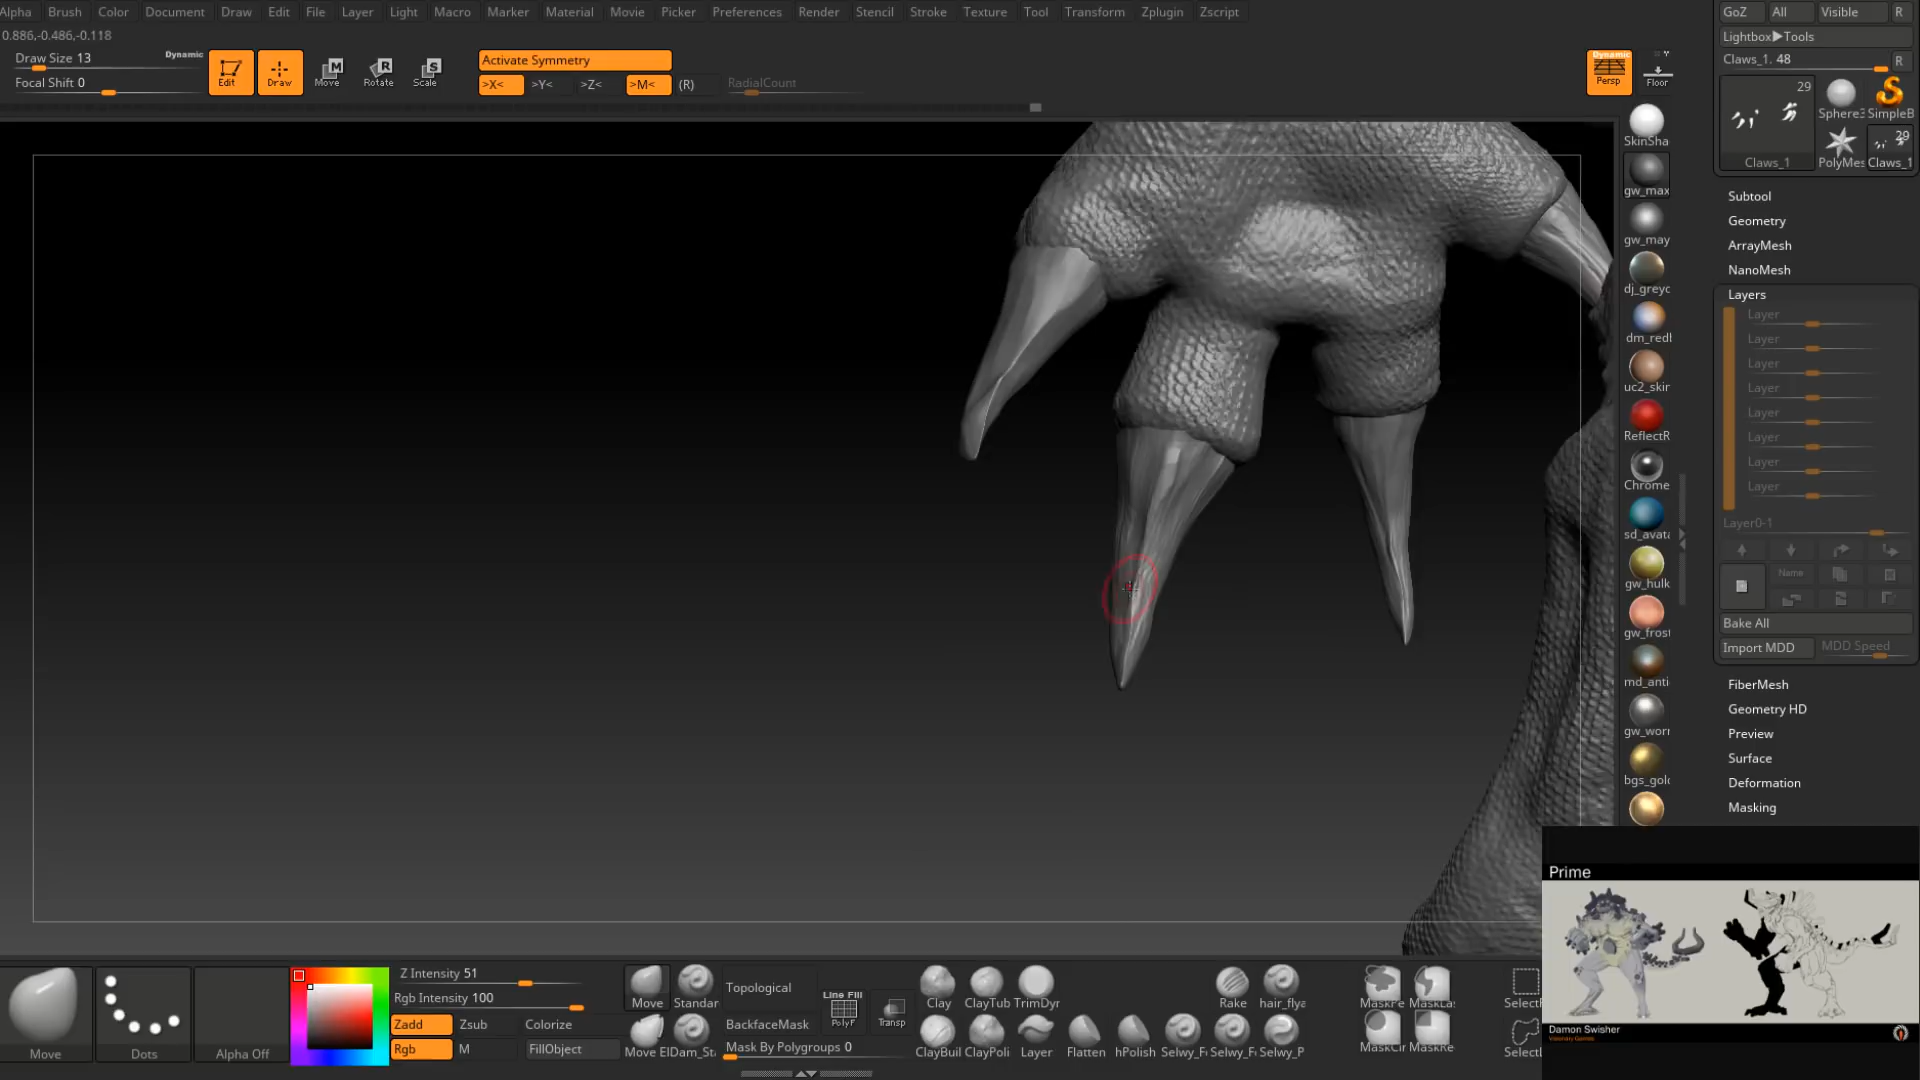 Alpha Brush Color Document Draw Edit File Layer Light Macro Marker Material Movie Picker Preferences Render Stencil Stroke Texture Tool Transform Zplugin Zscript
0.886,-0.486,-0.118
Draw Size 13
Dynamic
Focal Shift 0
Edit
Draw
Move
Rotate
Scale
Activate Symmetry
>X< >Y< >Z< >M< (R) RadialCount
Dynamic
Persp
Floor
GoZ All Visible R
Lightbox▶Tools
Claws_1. 48 R
29
Claws_1
Sphere3
SimpleB
PolyMes
29
Claws_1
Subtool
Geometry
ArrayMesh
NanoMesh
Layers
Layer
Layer
Layer
Layer
Layer
Layer
Layer
Layer
Layer0-1
Name
Bake All
Import MDD MDD Speed
FiberMesh
Geometry HD
Preview
Surface
Deformation
Masking
SkinSha
gw_max
gw_may
dj_greyc
dm_redl
uc2_skin
ReflectR
Chrome
sd_avata
gw_hulk
gw_frost
md_anti
gw_worn
bgs_gold
Prime
Damon Swisher
Move
Dots
Alpha Off
Z Intensity 51
Rgb Intensity 100
Zadd Zsub Colorize
Rgb M FillObject
Move Standar
Move ElDam_St
Topological
BackfaceMask
Mask By Polygroups 0
Line Fill
PolyF
Transp
Clay ClayTub TrimDyr
ClayBuil ClayPoli Layer Flatten hPolish Selwy_F Selwy_F Selwy_P
Rake hair_flya
MaskPe MaskLas
MaskCir MaskRe
SelectF
SelectL